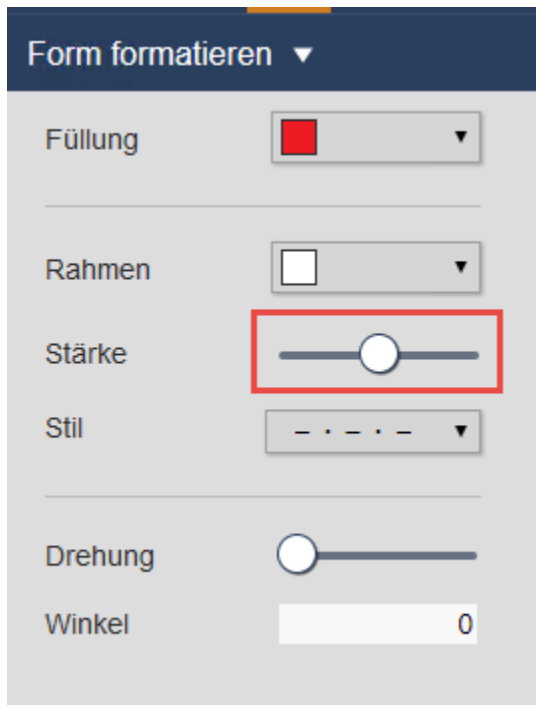 Form formatieren
Füllung
Rahmen
Stärke
Stil
Drehung
Winkel 0